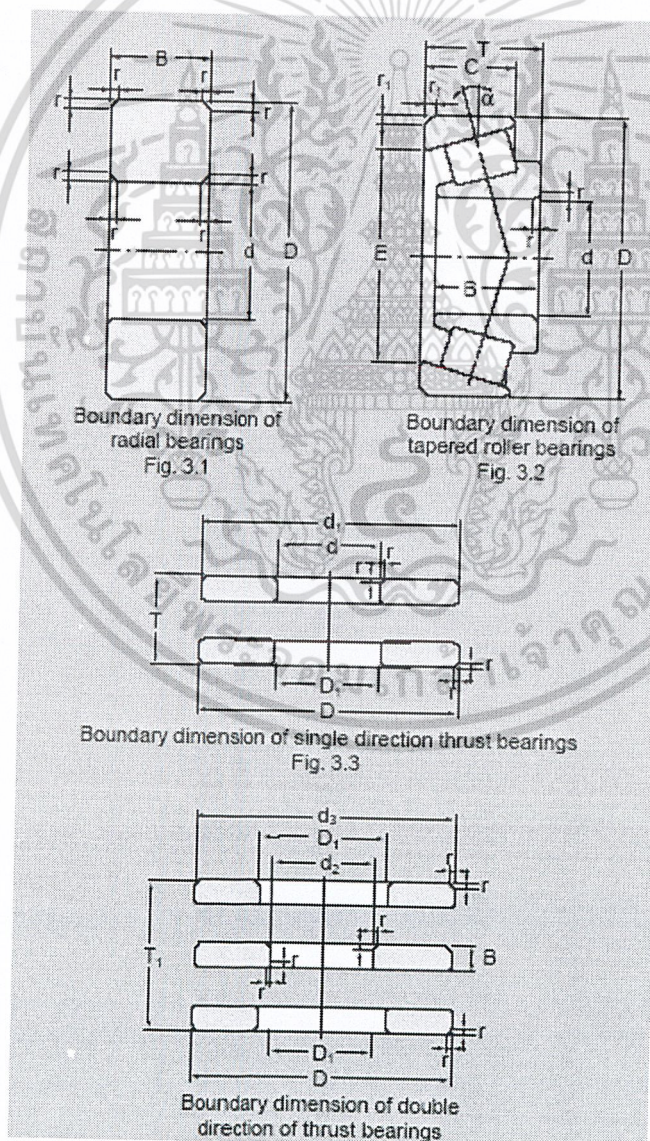 B
r r
r r
r r
r r
d D
Boundary dimension of
radial bearings
Fig. 3.1
T
C
r₁
r₁ α
r
r
E B d D
Boundary dimension of
tapered roller bearings
Fig. 3.2
d₁
d
r
r
T
r
D₁ r
D
Boundary dimension of single direction thrust bearings
Fig. 3.3
d₃
D₁
d₂
r
r
r
T₁ r B
r
r
D₁ r
D
Boundary dimension of double
direction of thrust bearings